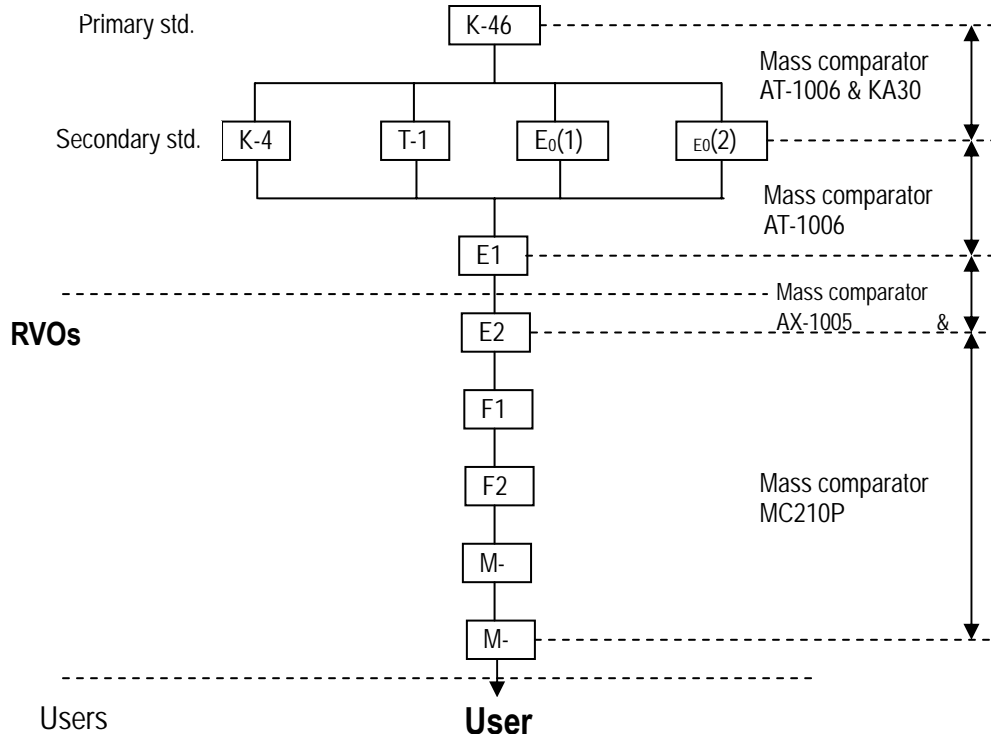 Primary std.
K-46
Mass comparator
AT-1006 & KA30
Secondary std.
K-4
T-1
E₀(1)
E0(2)
Mass comparator
AT-1006
E1
Mass comparator
AX-1005 &
RVOs
E2
F1
F2
Mass comparator
MC210P
M-
M-
Users
User